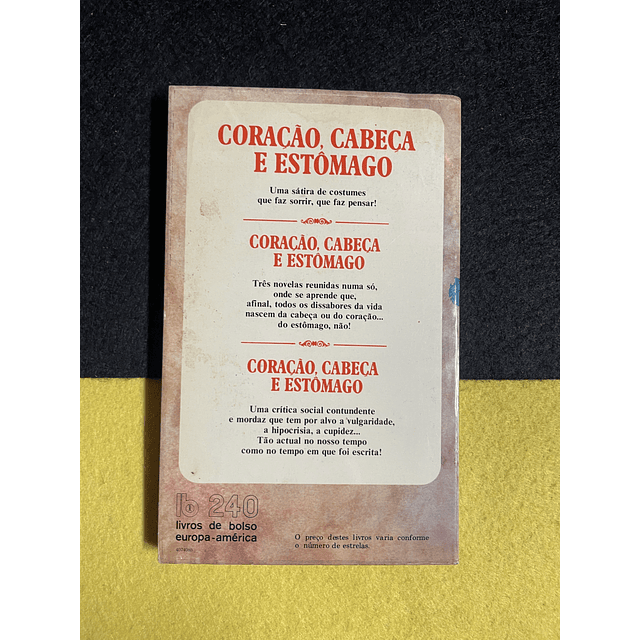 CORAÇÃO, CABEÇA
E ESTÔMAGO
Uma sátira de costumes
que faz sorrir, que faz pensar!
CORAÇÃO, CABEÇA
E ESTÔMAGO
Três novelas reunidas numa só,
onde se aprende que,
afinal, todos os dissabores da vida
nascem da cabeça ou do coração...
do estômago, não!
CORAÇÃO, CABEÇA
E ESTÔMAGO
Uma crítica social contundente
e mordaz que tem por alvo a vulgaridade,
a hipocrisia, a cupidez...
Tão actual no nosso tempo
como no tempo em que foi escrita!
lb 240
livros de bolso
europa-américa
O preço destes livros varia conforme
o número de estrelas.